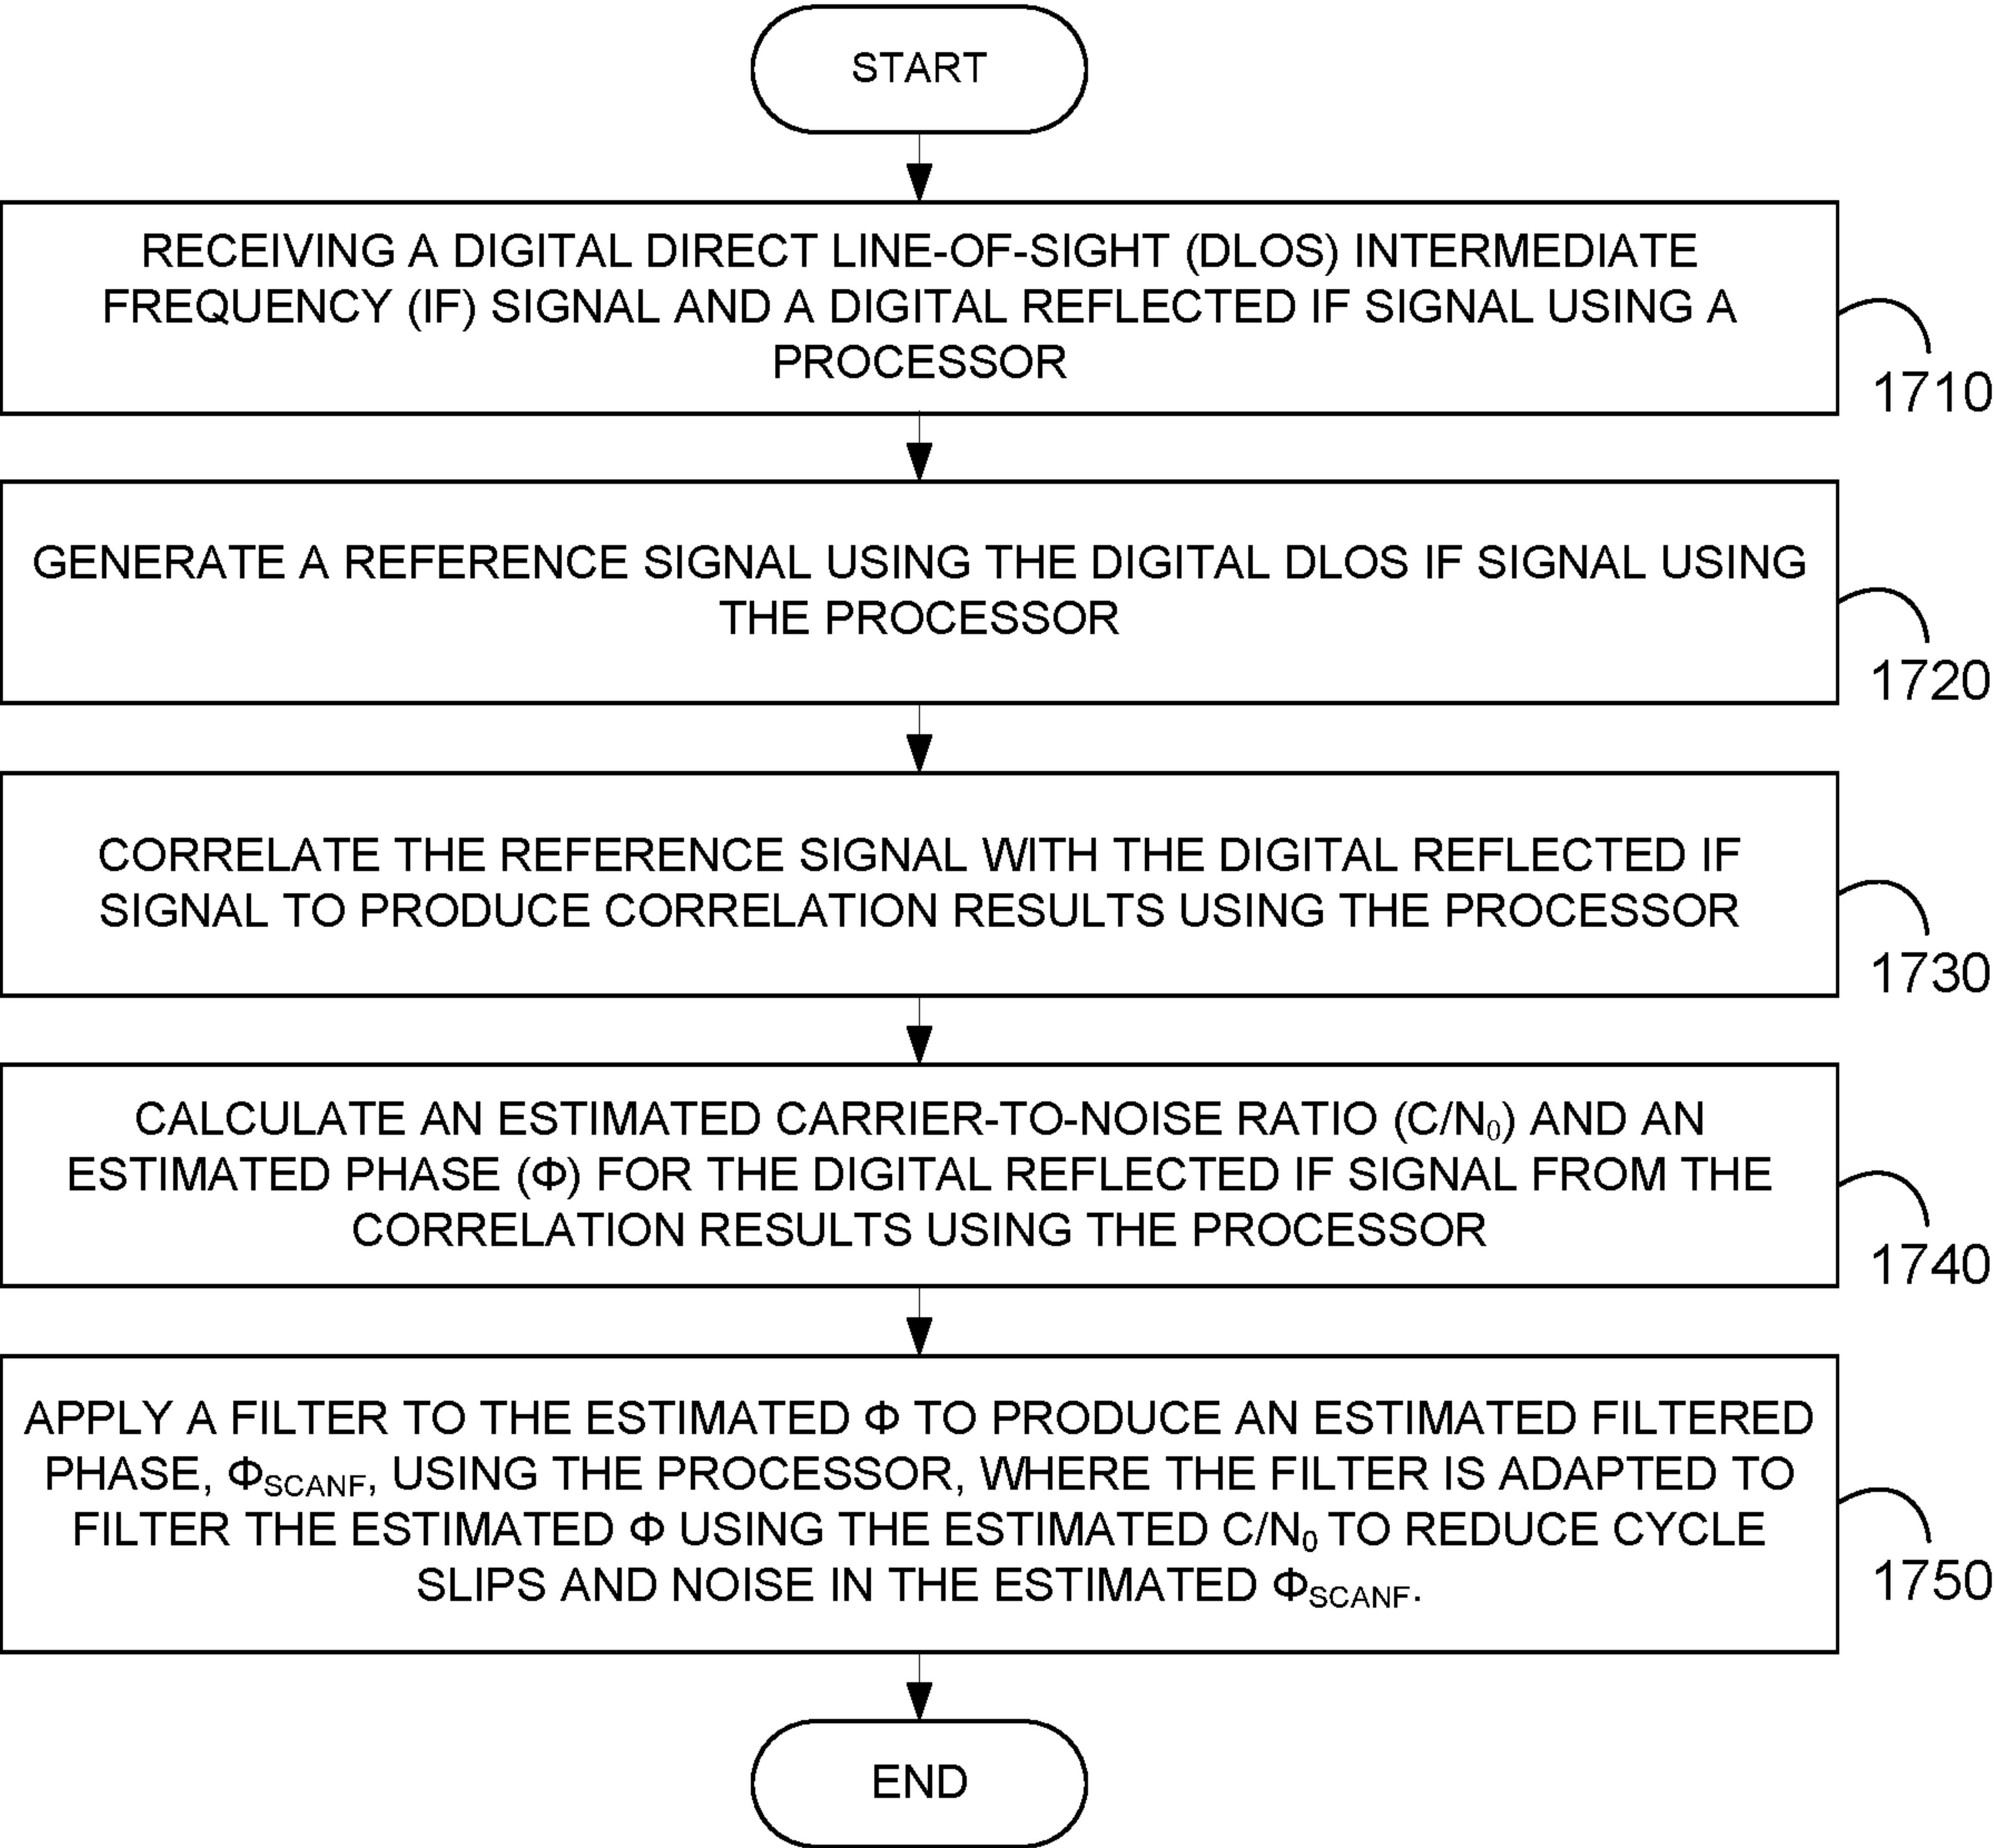 START
RECEIVING A DIGITAL DIRECT LINE-OF-SIGHT (DLOS) INTERMEDIATE
FREQUENCY (IF) SIGNAL AND A DIGITAL REFLECTED IF SIGNAL USING A
PROCESSOR
1710
GENERATE A REFERENCE SIGNAL USING THE DIGITAL DLOS IF SIGNAL USING
THE PROCESSOR
1720
CORRELATE THE REFERENCE SIGNAL WITH THE DIGITAL REFLECTED IF
SIGNAL TO PRODUCE CORRELATION RESULTS USING THE PROCESSOR
1730
CALCULATE AN ESTIMATED CARRIER-TO-NOISE RATIO (C/N₀) AND AN
ESTIMATED PHASE (Φ) FOR THE DIGITAL REFLECTED IF SIGNAL FROM THE
CORRELATION RESULTS USING THE PROCESSOR
1740
APPLY A FILTER TO THE ESTIMATED Φ TO PRODUCE AN ESTIMATED FILTERED
PHASE, Φ_SCANF, USING THE PROCESSOR, WHERE THE FILTER IS ADAPTED TO
FILTER THE ESTIMATED Φ USING THE ESTIMATED C/N₀ TO REDUCE CYCLE
SLIPS AND NOISE IN THE ESTIMATED Φ_SCANF.
1750
END